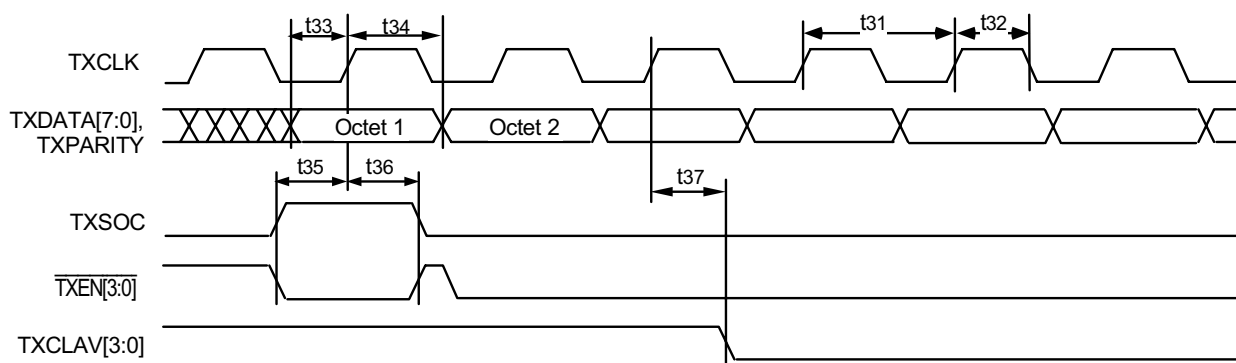 t33 t34 t31 t32
TXCLK
TXDATA[7:0],
TXPARITY
Octet 1 Octet 2
t35 t36 t37
TXSOC
TXEN[3:0]
TXCLAV[3:0]